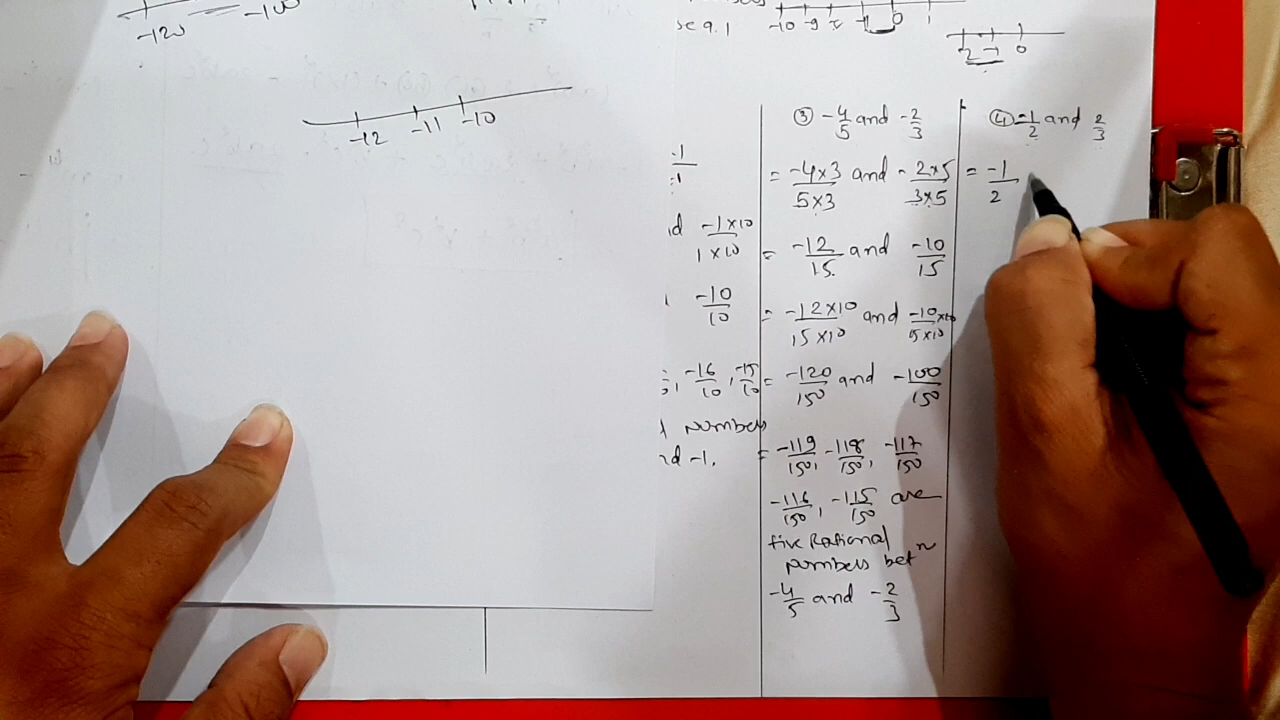 -120 -100
-12 -11 -10
se 9.1
-10 -9 0 1
-2 -1 0
-1
-1 × 10
1 × 10
-10
10
-16/10, -15/10
numbers
nd -1.
③ -4/5 and -2/3
= -4×3/5×3 and -2×5/3×5
= -12/15 and -10/15
= -12×10/15×10 and -10×10/15×10
= -120/150 and -100/150
= -119/150, -118/150, -117/150
-116/150, -115/150 are
five Rational
numbers betⁿ
-4/5 and -2/3
④ -1/2 and 2/3
= -1/2